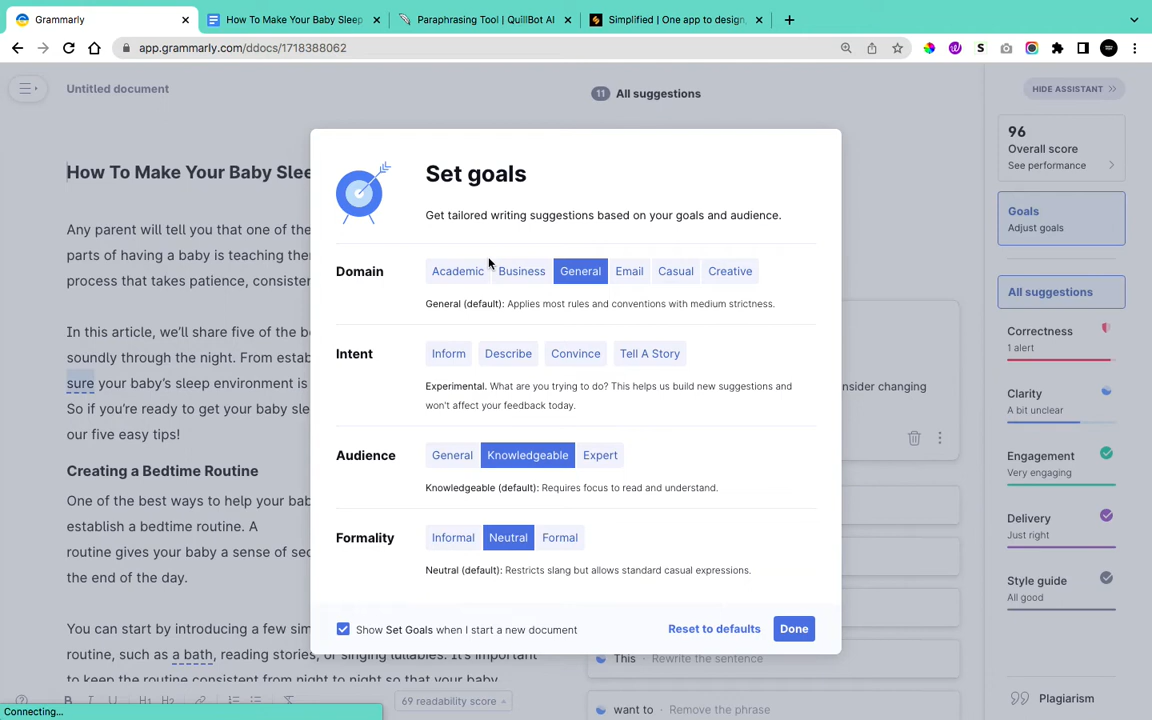 Grammarly
How To Make Your Baby Sleep
Paraphrasing Tool | QuillBot AI
Simplified | One app to design,
app.grammarly.com/ddocs/1718388062
Untitled document
11 All suggestions
HIDE ASSISTANT
How To Make Your Baby Slee
Any parent will tell you that one of the
parts of having a baby is teaching the
process that takes patience, consisten
In this article, we'll share five of the be
soundly through the night. From estab
sure your baby's sleep environment is
So if you're ready to get your baby sle
our five easy tips!
Creating a Bedtime Routine
One of the best ways to help your bab
establish a bedtime routine. A
routine gives your baby a sense of sec
the end of the day.
You can start by introducing a few sim
routine, such as a bath, reading stories, or singing lullabies. It's important
to keep the routine consistent from night to night so that your baby
B I U H1 H2
69 readability score
Set goals
Get tailored writing suggestions based on your goals and audience.
Domain
Academic Business General Email Casual Creative
General (default): Applies most rules and conventions with medium strictness.
Intent
Inform Describe Convince Tell A Story
Experimental. What are you trying to do? This helps us build new suggestions and
won't affect your feedback today.
Audience
General Knowledgeable Expert
Knowledgeable (default): Requires focus to read and understand.
Formality
Informal Neutral Formal
Neutral (default): Restricts slang but allows standard casual expressions.
Show Set Goals when I start a new document
Reset to defaults
Done
nsider changing
This · Rewrite the sentence
want to · Remove the phrase
96
Overall score
See performance
Goals
Adjust goals
All suggestions
Correctness
1 alert
Clarity
A bit unclear
Engagement
Very engaging
Delivery
Just right
Style guide
All good
Plagiarism
Connecting...